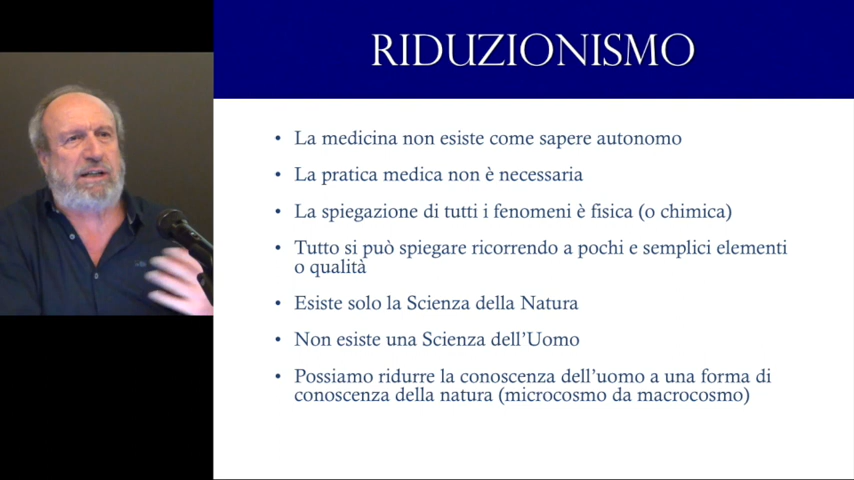 RIDUZIONISMO
• La medicina non esiste come sapere autonomo
• La pratica medica non è necessaria
• La spiegazione di tutti i fenomeni è fisica (o chimica)
• Tutto si può spiegare ricorrendo a pochi e semplici elementi
o qualità
• Esiste solo la Scienza della Natura
• Non esiste una Scienza dell'Uomo
• Possiamo ridurre la conoscenza dell'uomo a una forma di
conoscenza della natura (microcosmo da macrocosmo)